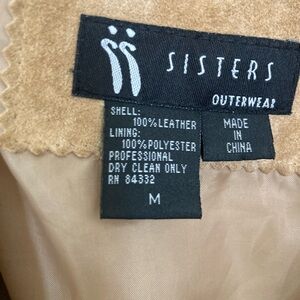 SISTERS
OUTERWEAR
SHELL:
100%LEATHER
LINING:
100%POLYESTER
PROFESSIONAL
DRY CLEAN ONLY
RN 84332
M
MADE
IN
CHINA